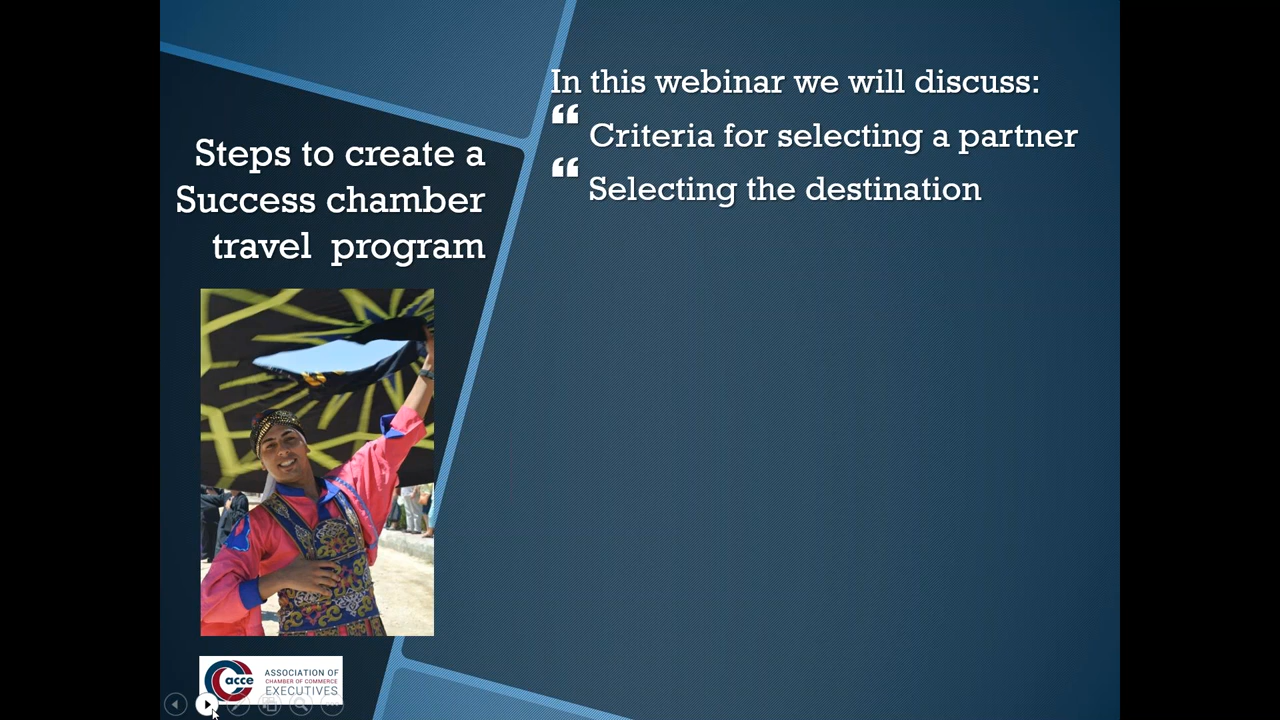 Steps to create a
Success chamber
travel program
In this webinar we will discuss:
“ Criteria for selecting a partner
“ Selecting the destination
acce
ASSOCIATION OF
CHAMBER OF COMMERCE
EXECUTIVES